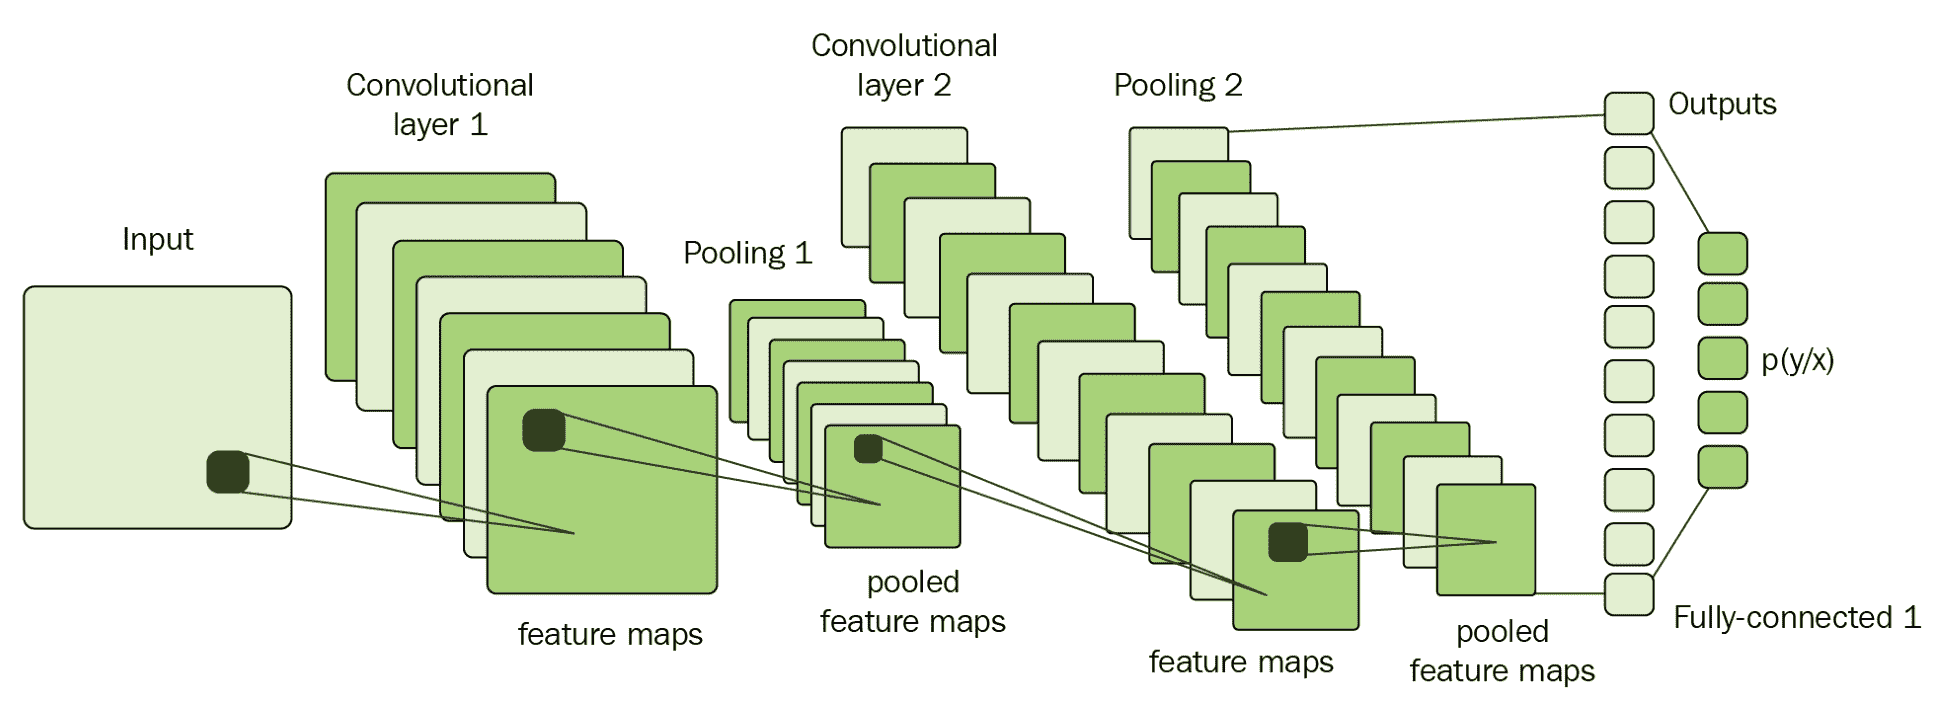 Input
Convolutional
layer 1
feature maps
Pooling 1
pooled
feature maps
Convolutional
layer 2
feature maps
Pooling 2
pooled
feature maps
Outputs
p(y/x)
Fully-connected 1